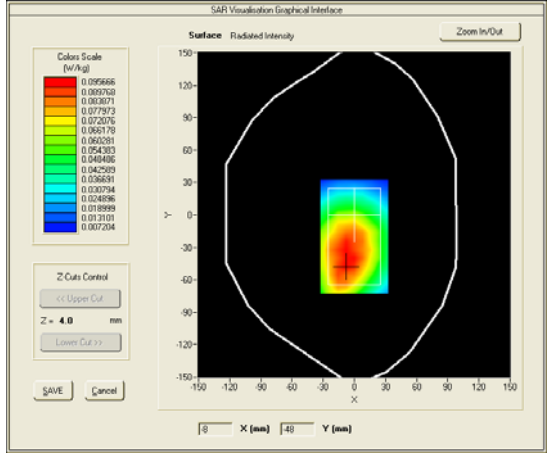 SAR Visualisation Graphical Interface
Surface Radiated Intensity
Zoom In/Out
Colors Scale
(W/kg)
0.095666
0.089768
0.083871
0.077973
0.072076
0.066178
0.060281
0.054383
0.048486
0.042589
0.036691
0.030794
0.024896
0.018999
0.013101
0.007204
Z Cuts Control
<< Upper Cut
Z = 4.0 mm
Lower Cut >>
SAVE Cancel
150
120
90
60
30
0
-30
-60
-90
-120
-150
Y
-150 -120 -90 -60 -30 0 30 60 90 120 150
X
-8 X (mm) -48 Y (mm)